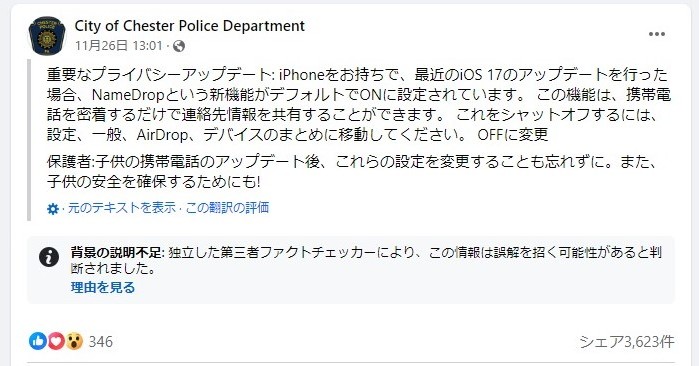 City of Chester Police Department
11月26日 13:01 ·
重要なプライバシーアップデート: iPhoneをお持ちで、最近のiOS 17のアップデートを行った
場合、NameDropという新機能がデフォルトでONに設定されています。 この機能は、携帯電
話を密着するだけで連絡先情報を共有することができます。 これをシャットオフするには、
設定、一般、AirDrop、デバイスのまとめに移動してください。 OFFに変更
保護者:子供の携帯電話のアップデート後、これらの設定を変更することも忘れずに。また、
子供の安全を確保するためにも!
· 元のテキストを表示 · この翻訳の評価
背景の説明不足: 独立した第三者ファクトチェッカーにより、この情報は誤解を招く可能性があると判
断されました。
理由を見る
346
シェア3,623件